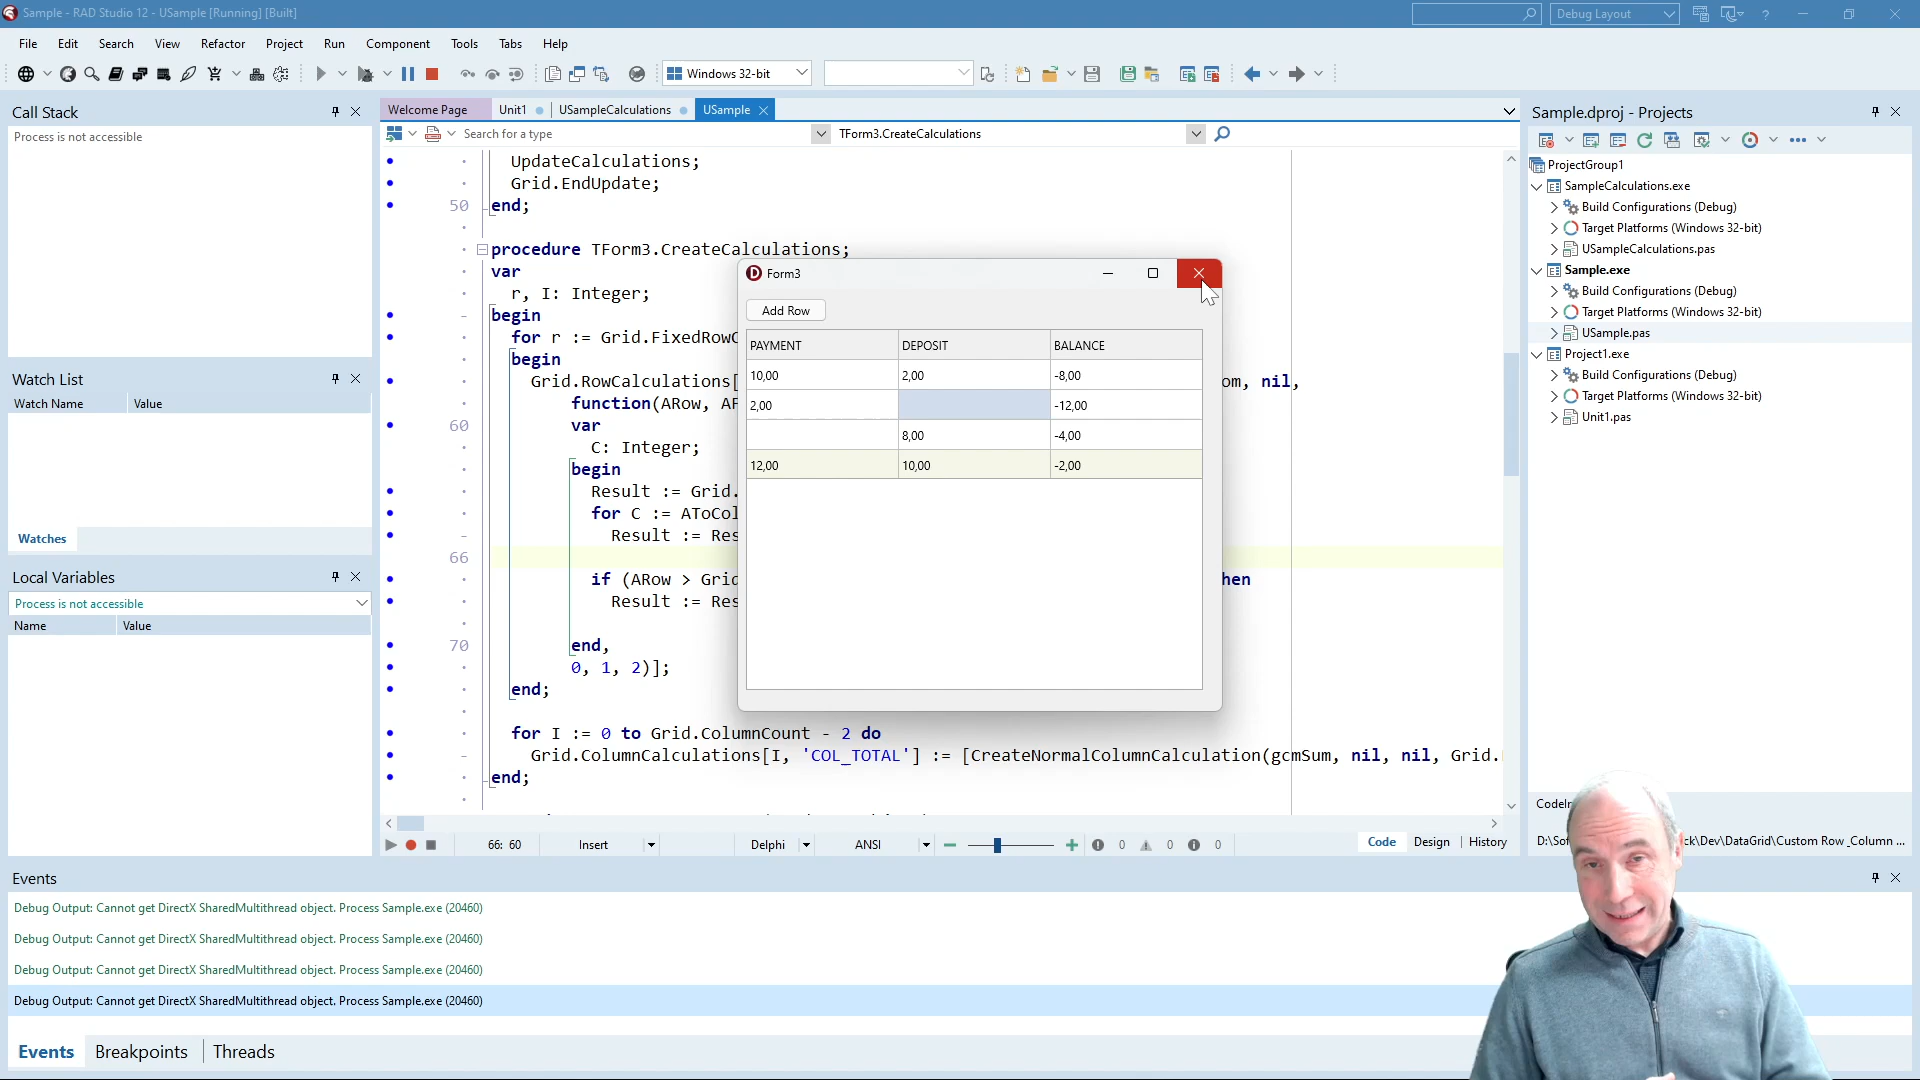 Sample - RAD Studio 12 - USample [Running] [Built]
Debug Layout
File Edit Search View Refactor Project Run Component Tools Tabs Help
Windows 32-bit
Call Stack
Process is not accessible
Watch List
Watch Name Value
Watches
Local Variables
Process is not accessible
Name Value
Welcome Page Unit1 USampleCalculations USample
Search for a type TForm3.CreateCalculations
UpdateCalculations;
Grid.EndUpdate;
50 end;
procedure TForm3.CreateCalculations;
var
r, I: Integer;
begin
for r := Grid.FixedRowC
begin
Grid.RowCalculations[ om, nil,
function(ARow, AF
60 var
C: Integer;
begin
Result := Grid.
for C := AToCol
Result := Res
66
if (ARow > Grid hen
Result := Res
70 end,
0, 1, 2)];
end;
for I := 0 to Grid.ColumnCount - 2 do
Grid.ColumnCalculations[I, 'COL_TOTAL'] := [CreateNormalColumnCalculation(gcmSum, nil, nil, Grid.
end;
Form3
Add Row
PAYMENT DEPOSIT BALANCE
10,00 2,00 -8,00
2,00 -12,00
8,00 -4,00
12,00 10,00 -2,00
66: 60 Insert Delphi ANSI 0 0 0 Code Design History
Sample.dproj - Projects
ProjectGroup1
SampleCalculations.exe
Build Configurations (Debug)
Target Platforms (Windows 32-bit)
USampleCalculations.pas
Sample.exe
Build Configurations (Debug)
Target Platforms (Windows 32-bit)
USample.pas
Project1.exe
Build Configurations (Debug)
Target Platforms (Windows 32-bit)
Unit1.pas
D:\Sof ck\Dev\DataGrid\Custom Row _Column ...
Events
Debug Output: Cannot get DirectX SharedMultithread object. Process Sample.exe (20460)
Debug Output: Cannot get DirectX SharedMultithread object. Process Sample.exe (20460)
Debug Output: Cannot get DirectX SharedMultithread object. Process Sample.exe (20460)
Debug Output: Cannot get DirectX SharedMultithread object. Process Sample.exe (20460)
Events Breakpoints Threads